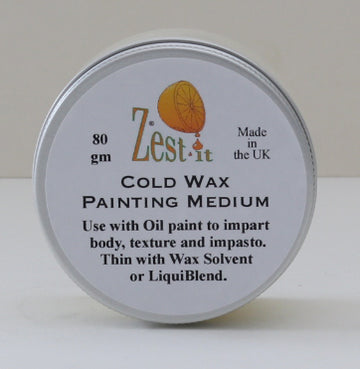 80
gm
Zest it
Made
in
the UK
COLD WAX
PAINTING MEDIUM
Use with Oil paint to impart
body, texture and impasto.
Thin with Wax Solvent
or LiquiBlend.